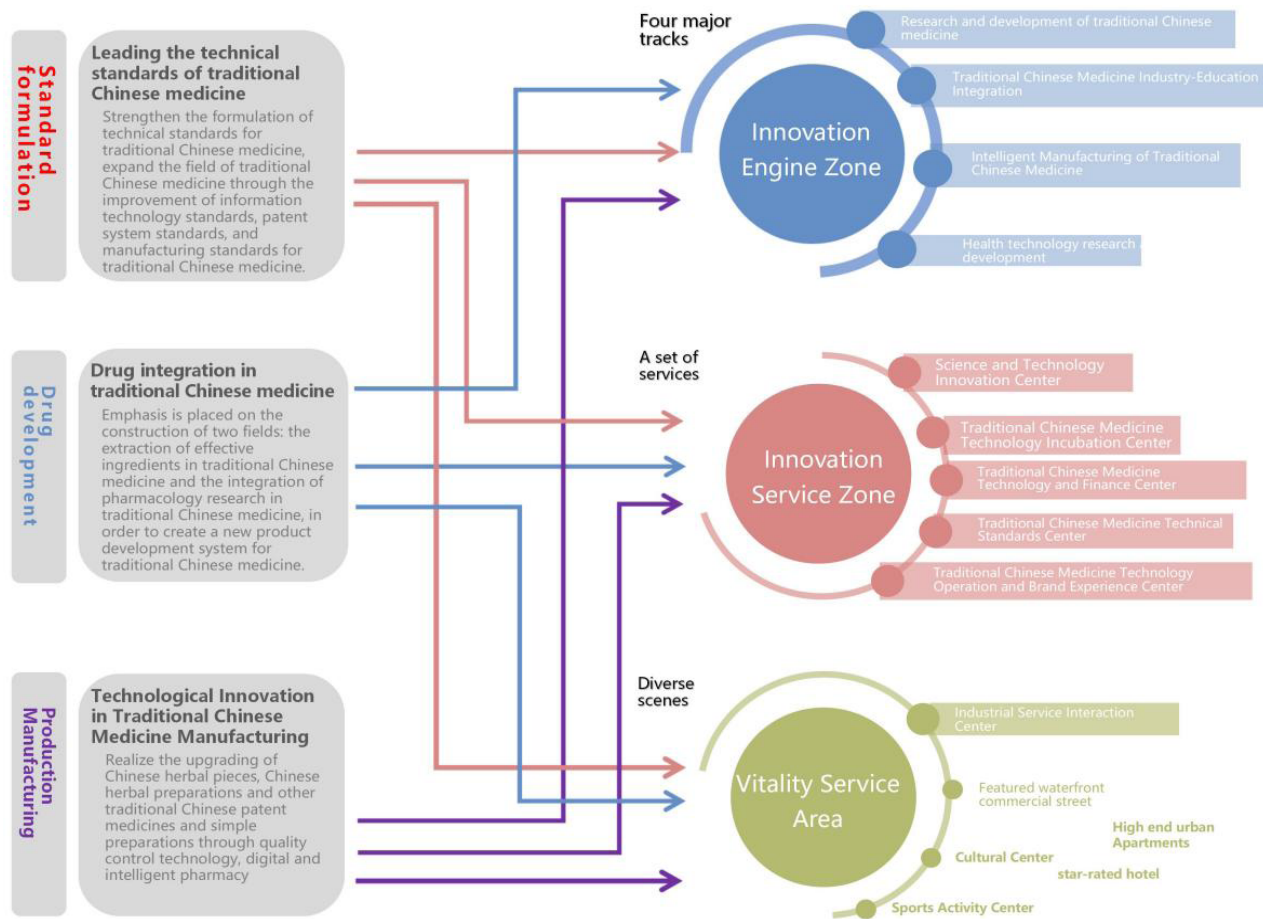 Standard
formulation
Leading the technical
standards of traditional
Chinese medicine
Strengthen the formulation of
technical standards for
traditional Chinese medicine,
expand the field of traditional
Chinese medicine through the
improvement of information
technology standards, patent
system standards, and
manufacturing standards for
traditional Chinese medicine.
Drug
development
Drug integration in
traditional Chinese medicine
Emphasis is placed on the
construction of two fields: the
extraction of effective
ingredients in traditional Chinese
medicine and the integration of
pharmacology research in
traditional Chinese medicine, in
order to create a new product
development system for
traditional Chinese medicine.
Production
Manufacturing
Technological Innovation
in Traditional Chinese
Medicine Manufacturing
Realize the upgrading of
Chinese herbal pieces, Chinese
herbal preparations and other
traditional Chinese patent
medicines and simple
preparations through quality
control technology, digital and
intelligent pharmacy
Four major
tracks
Innovation
Engine Zone
Research and development of traditional Chinese
medicine
Traditional Chinese Medicine Industry-Education
Integration
Intelligent Manufacturing of Traditional
Chinese Medicine
Health technology research
development
A set of
services
Innovation
Service Zone
Science and Technology
Innovation Center
Traditional Chinese Medicine
Technology Incubation Center
Traditional Chinese Medicine
Technology and Finance Center
Traditional Chinese Medicine Technical
Standards Center
Traditional Chinese Medicine Technology
Operation and Brand Experience Center
Diverse
scenes
Vitality Service
Area
Industrial Service Interaction
Center
Featured waterfront
commercial street
High end urban
Apartments
Cultural Center
star-rated hotel
Sports Activity Center